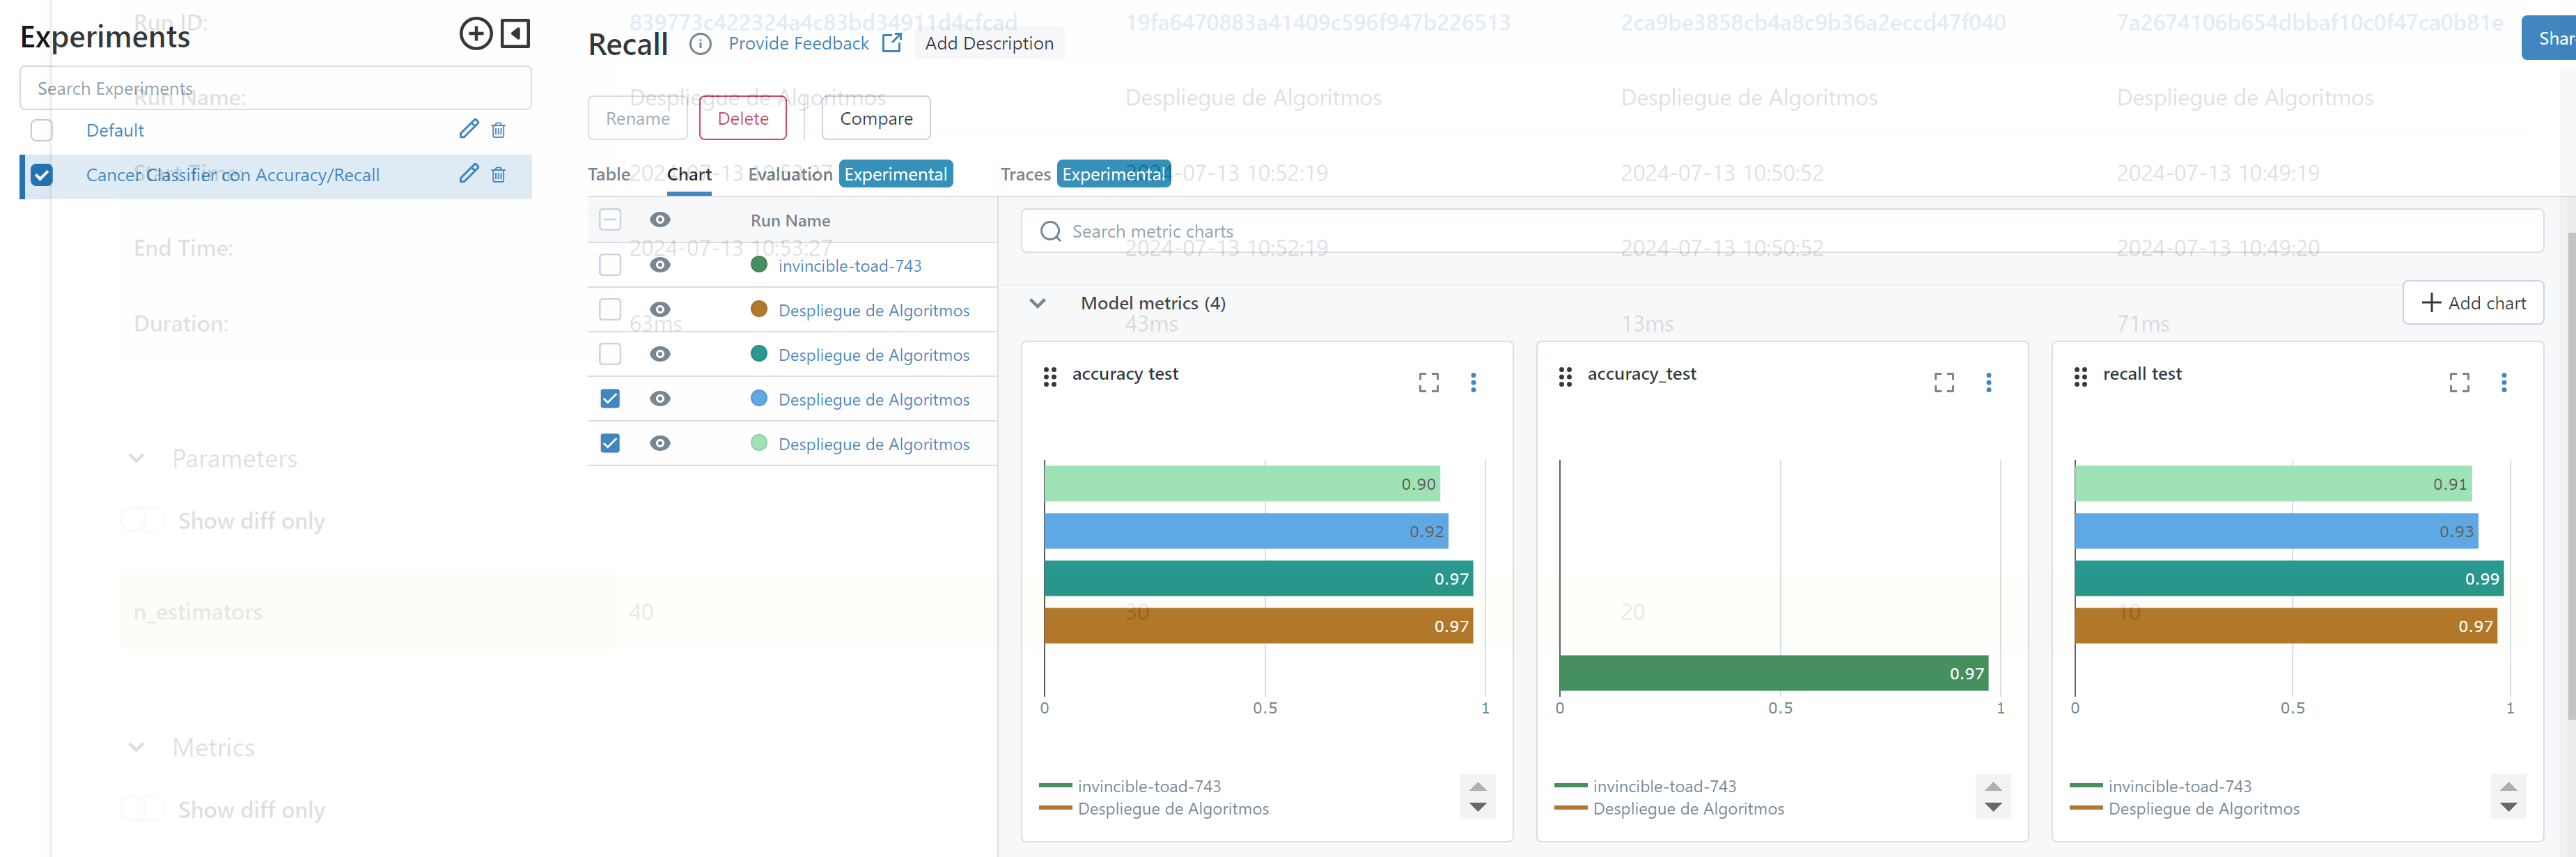 Run ID:
839773c422324a4c83bd34911d4cfcad
19fa6470883a41409c596f947b226513
2ca9be3858cb4a8c9b36a2eccd47f040
7a2674106b654dbbaf10c0f47ca0b81e
Experiments
Recall
Provide Feedback
Add Description
Shar
Search Experiments
Run Name:
Despliegue de Algoritmos
Despliegue de Algoritmos
Despliegue de Algoritmos
Despliegue de Algoritmos
Rename
Delete
Compare
Default
Cancer Classifier con Accuracy/Recall
Start Time:
Table
Chart
Evaluation
Experimental
Traces
Experimental
2024-07-13 10:53:27
2024-07-13 10:52:19
2024-07-13 10:50:52
2024-07-13 10:49:19
Run Name
Search metric charts
End Time:
2024-07-13 10:53:27
2024-07-13 10:52:19
2024-07-13 10:50:52
2024-07-13 10:49:20
invincible-toad-743
Despliegue de Algoritmos
Despliegue de Algoritmos
Despliegue de Algoritmos
Despliegue de Algoritmos
Model metrics (4)
Add chart
Duration:
63ms
43ms
13ms
71ms
Parameters
Show diff only
n_estimators
40
30
20
10
Metrics
Show diff only
accuracy test
0.90
0.92
0.97
0.97
0
0.5
1
invincible-toad-743
Despliegue de Algoritmos
accuracy_test
0.97
0
0.5
1
invincible-toad-743
Despliegue de Algoritmos
recall test
0.91
0.93
0.99
0.97
0
0.5
1
invincible-toad-743
Despliegue de Algoritmos